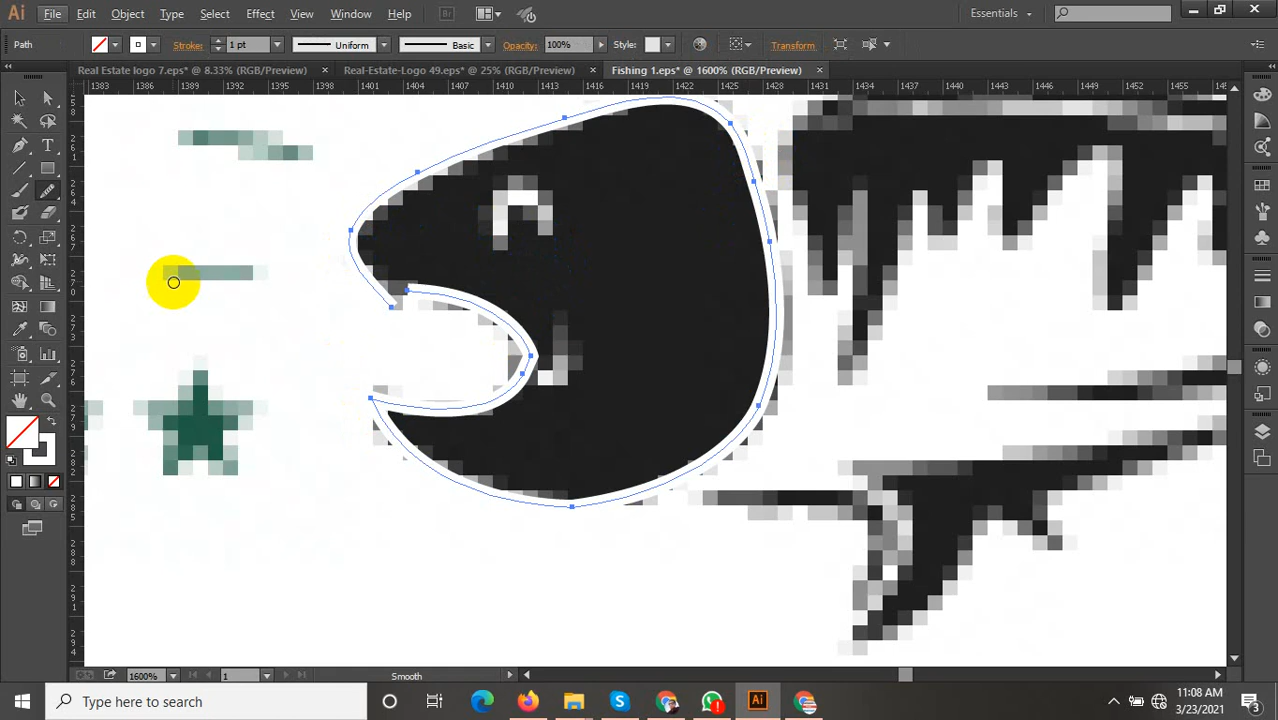 Ai File Edit Object Type Select Effect View Window Help Br Essentials
Path Stroke: 1 pt Uniform Basic Opacity: 100% Style: Transform
Real Estate logo 7.eps* @ 8.33% (RGB/Preview) Real-Estate-Logo 49.eps* @ 25% (RGB/Preview) Fishing 1.eps* @ 1600% (RGB/Preview)
1383 1386 1389 1392 1395 1398 1401 1404 1407 1410 1413 1416 1419 1422 1425 1428 1431 1434 1437 1440 1443 1446 1449 1452
1600% 1 Smooth
Type here to search
Ai
11:08 AM
3/23/2021
3